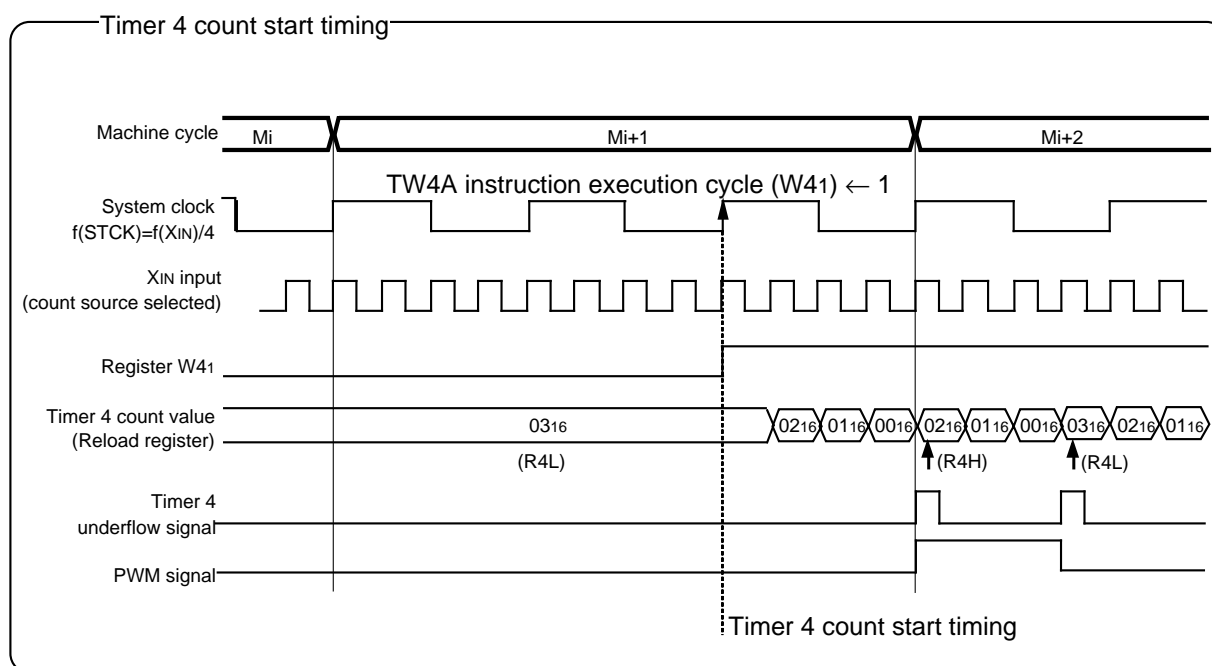 Timer 4 count start timing
Machine cycle Mi Mi+1 Mi+2
TW4A instruction execution cycle (W41) ← 1
System clock
f(STCK)=f(XIN)/4
XIN input
(count source selected)
Register W41
Timer 4 count value
(Reload register)
0316 0216 0116 0016 0216 0116 0016 0316 0216 0116
(R4L) (R4H) (R4L)
Timer 4
underflow signal
PWM signal
Timer 4 count start timing